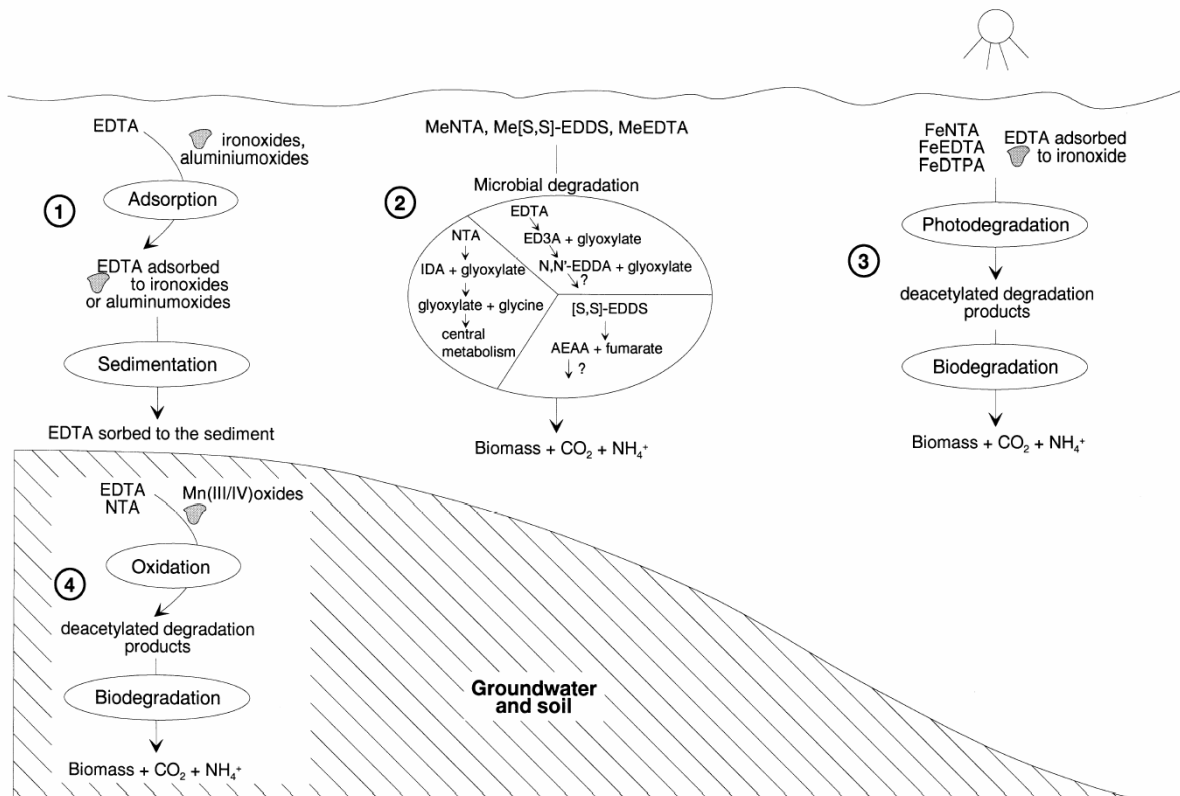 EDTA
ironoxides,
aluminiumoxides
1
Adsorption
EDTA adsorbed
to ironoxides
or aluminumoxides
Sedimentation
EDTA sorbed to the sediment
MeNTA, Me[S,S]-EDDS, MeEDTA
Microbial degradation
2
EDTA
ED3A + glyoxylate
N,N'-EDDA + glyoxylate
?
NTA
IDA + glyoxylate
glyoxylate + glycine
central
metabolism
[S,S]-EDDS
AEAA + fumarate
?
Biomass + CO₂ + NH₄⁺
FeNTA
FeEDTA
FeDTPA
EDTA adsorbed
to ironoxide
3
Photodegradation
deacetylated degradation
products
Biodegradation
Biomass + CO₂ + NH₄⁺
EDTA
NTA
Mn(III/IV)oxides
4
Oxidation
deacetylated degradation
products
Biodegradation
Biomass + CO₂ + NH₄⁺
Groundwater
and soil